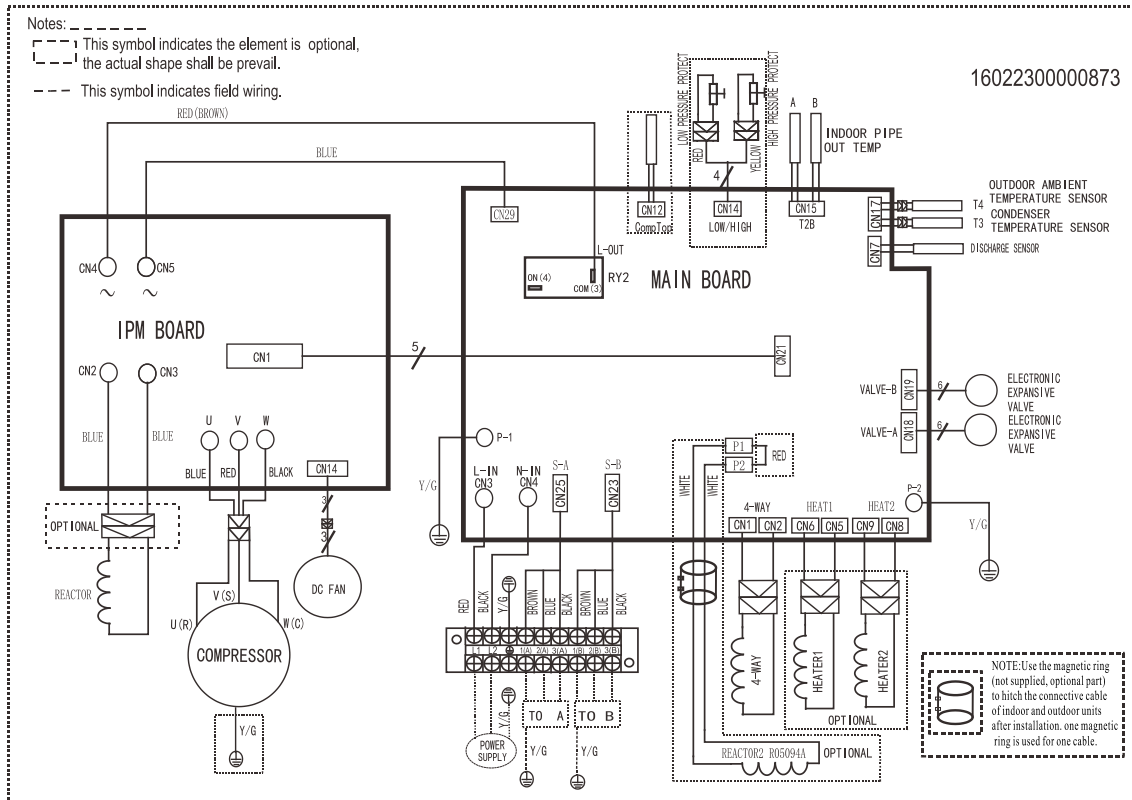 Notes:
This symbol indicates the element is optional,
the actual shape shall be prevail.
This symbol indicates field wiring.
16022300000873
RED(BROWN)
BLUE
LOW PRESSURE PROTECT
HIGH PRESSURE PROTECT
RED
YELLOW
4
A
B
INDOOR PIPE
OUT TEMP
CN12
CompTop
CN14
LOW/HIGH
CN15
T2B
CN17
T4
OUTDOOR AMBIENT
TEMPERATURE SENSOR
T3
CONDENSER
TEMPERATURE SENSOR
CN7
DISCHARGE SENSOR
CN29
L-OUT
ON(4)
COM(3)
RY2
MAIN BOARD
CN4
CN5
∼
∼
IPM BOARD
CN1
5
CN21
CN2
CN3
BLUE
BLUE
U
V
W
BLUE
RED
BLACK
CN14
3
3
DC FAN
OPTIONAL
REACTOR
V(S)
U(R)
W(C)
COMPRESSOR
Y/G
VALVE-B
CN19
6
ELECTRONIC
EXPANSIVE
VALVE
VALVE-A
CN18
6
ELECTRONIC
EXPANSIVE
VALVE
P-1
Y/G
L-IN
CN3
N-IN
CN4
S-A
CN25
S-B
CN23
P1
P2
RED
WHITE
WHITE
P-2
Y/G
4-WAY
HEAT1
HEAT2
CN1
CN2
CN6
CN5
CN9
CN8
RED
BLACK
Y/G
BROWN
BLUE
BLACK
BROWN
BLUE
BLACK
L1
L2
1(A)
2(A)
3(A)
1(B)
2(B)
3(B)
Y/G
TO A
TO B
Y/G
Y/G
POWER
SUPPLY
4-WAY
HEATER1
HEATER2
OPTIONAL
REACTOR2 R05094A
OPTIONAL
NOTE:Use the magnetic ring
(not supplied, optional part)
to hitch the connective cable
of indoor and outdoor units
after installation. one magnetic
ring is used for one cable.